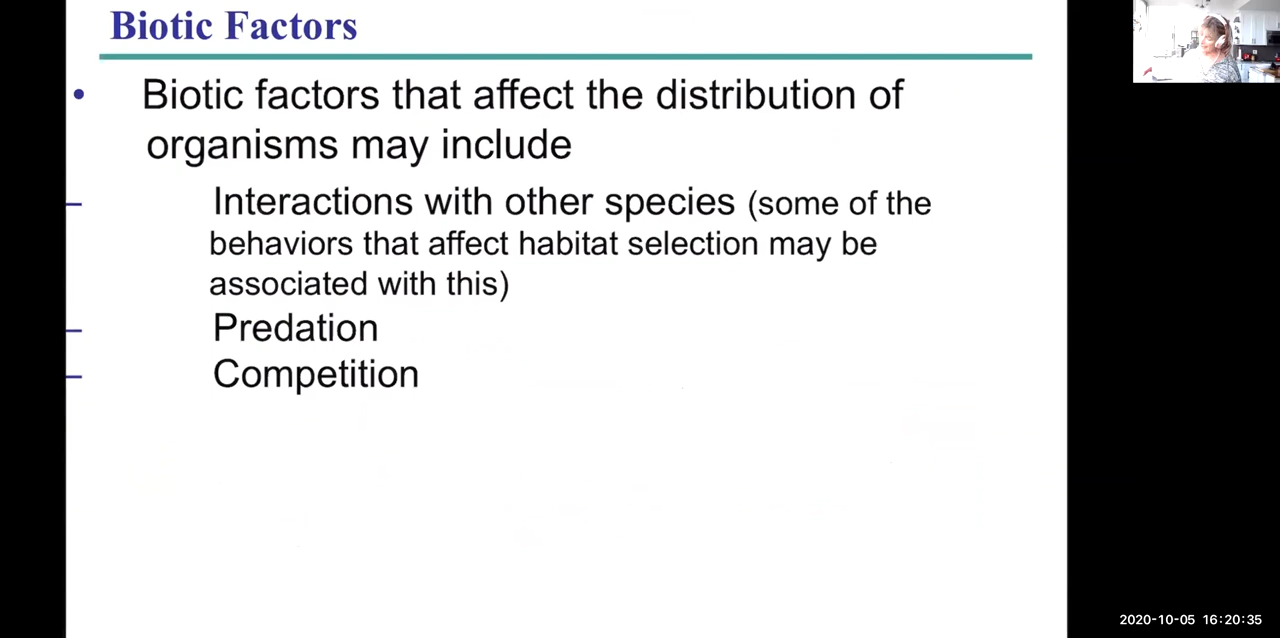 Biotic Factors
• Biotic factors that affect the distribution of
organisms may include
– Interactions with other species (some of the
behaviors that affect habitat selection may be
associated with this)
– Predation
– Competition
2020-10-05 16:20:35